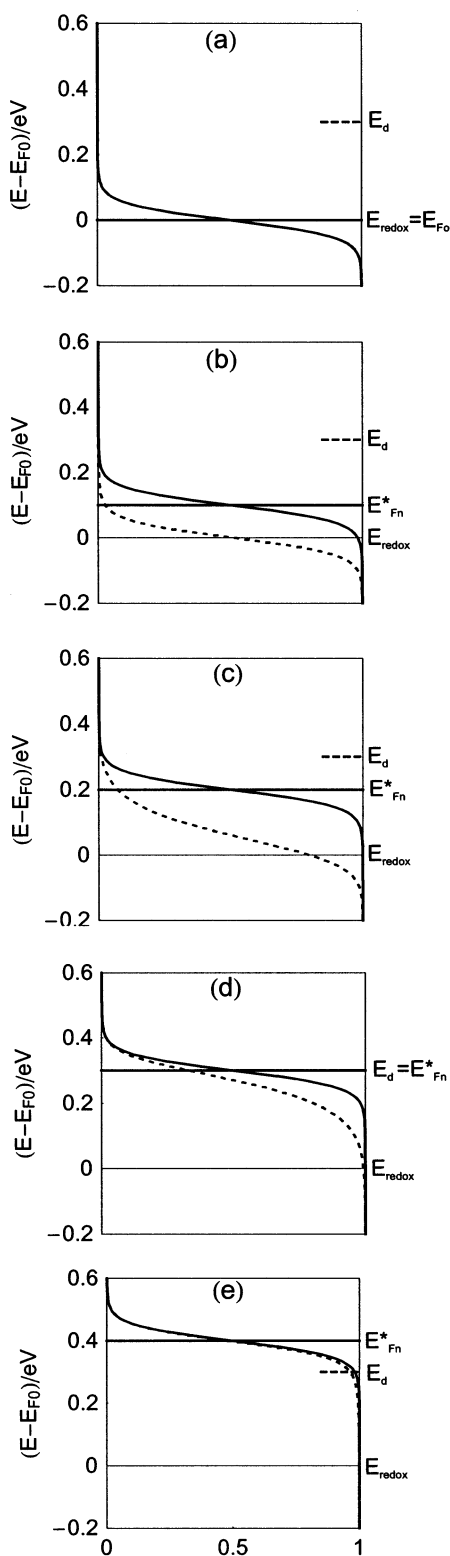 (a)
0.6
0.4
0.2
0
−0.2
(E−E_F0)/eV
E_d
E_redox=E_Fo
(b)
0.6
0.4
0.2
0
−0.2
(E−E_F0)/eV
E_d
E*_Fn
E_redox
(c)
0.6
0.4
0.2
0
−0.2
(E−E_F0)/eV
E_d
E*_Fn
E_redox
(d)
0.6
0.4
0.2
0
−0.2
(E−E_F0)/eV
E_d=E*_Fn
E_redox
(e)
0.6
0.4
0.2
0
−0.2
(E−E_F0)/eV
E*_Fn
E_d
E_redox
0 0.5 1